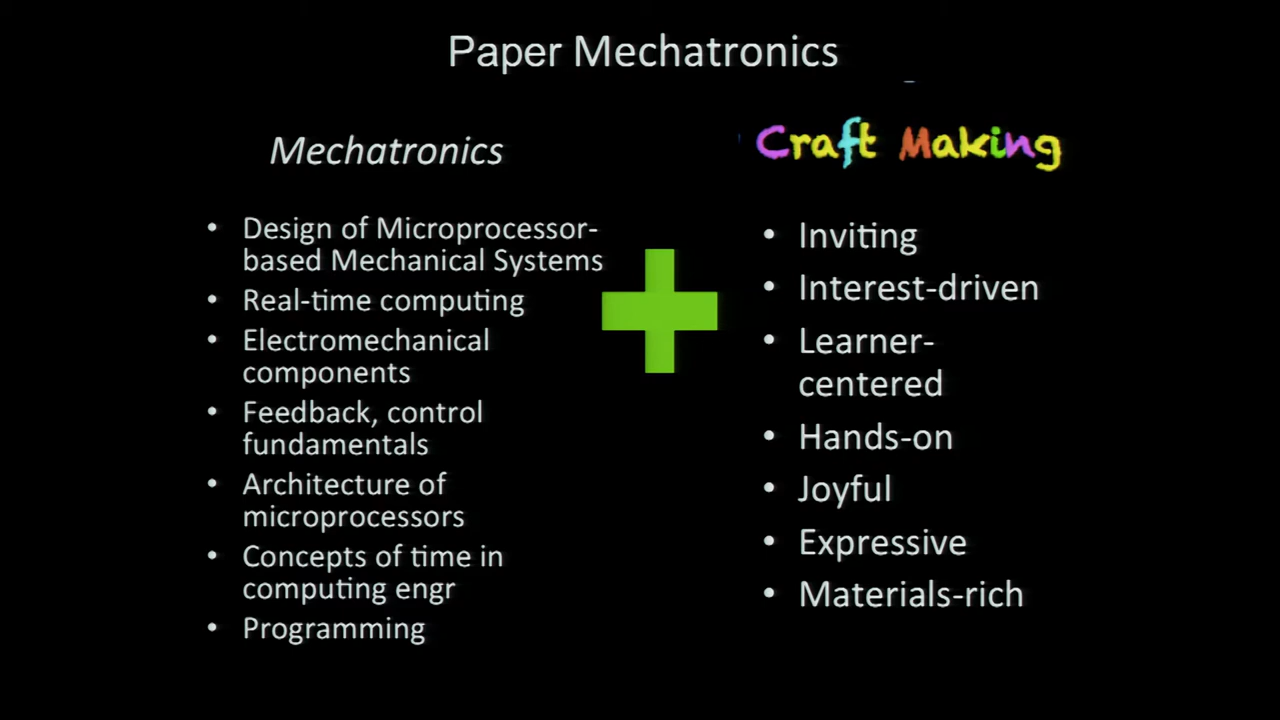 Paper Mechatronics
Mechatronics
• Design of Microprocessor-
based Mechanical Systems
• Real-time computing
• Electromechanical
components
• Feedback, control
fundamentals
• Architecture of
microprocessors
• Concepts of time in
computing engr
• Programming
Craft Making
• Inviting
• Interest-driven
• Learner-
centered
• Hands-on
• Joyful
• Expressive
• Materials-rich